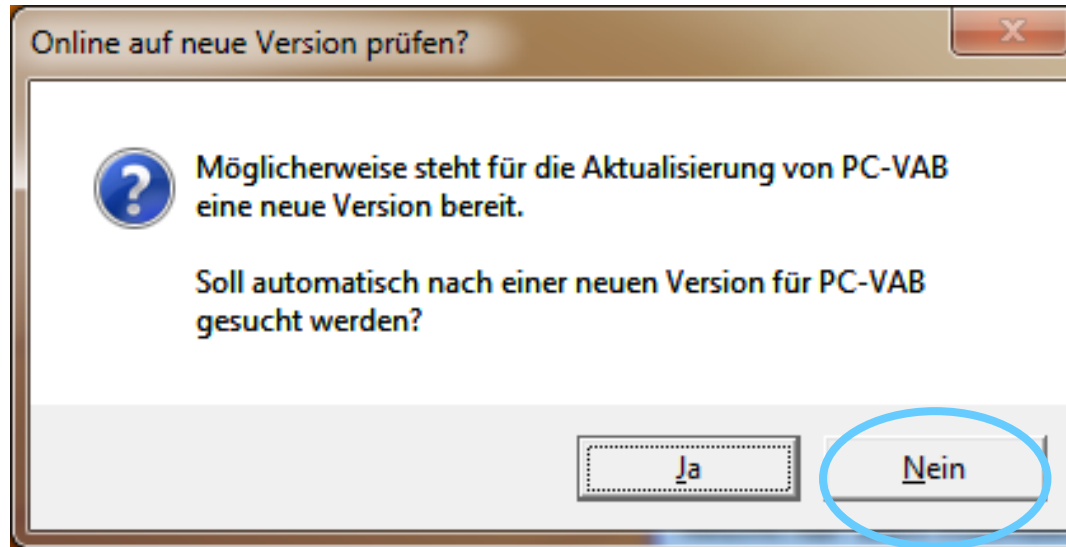 Online auf neue Version prüfen?
Möglicherweise steht für die Aktualisierung von PC-VAB
eine neue Version bereit.
Soll automatisch nach einer neuen Version für PC-VAB
gesucht werden?
Ja Nein